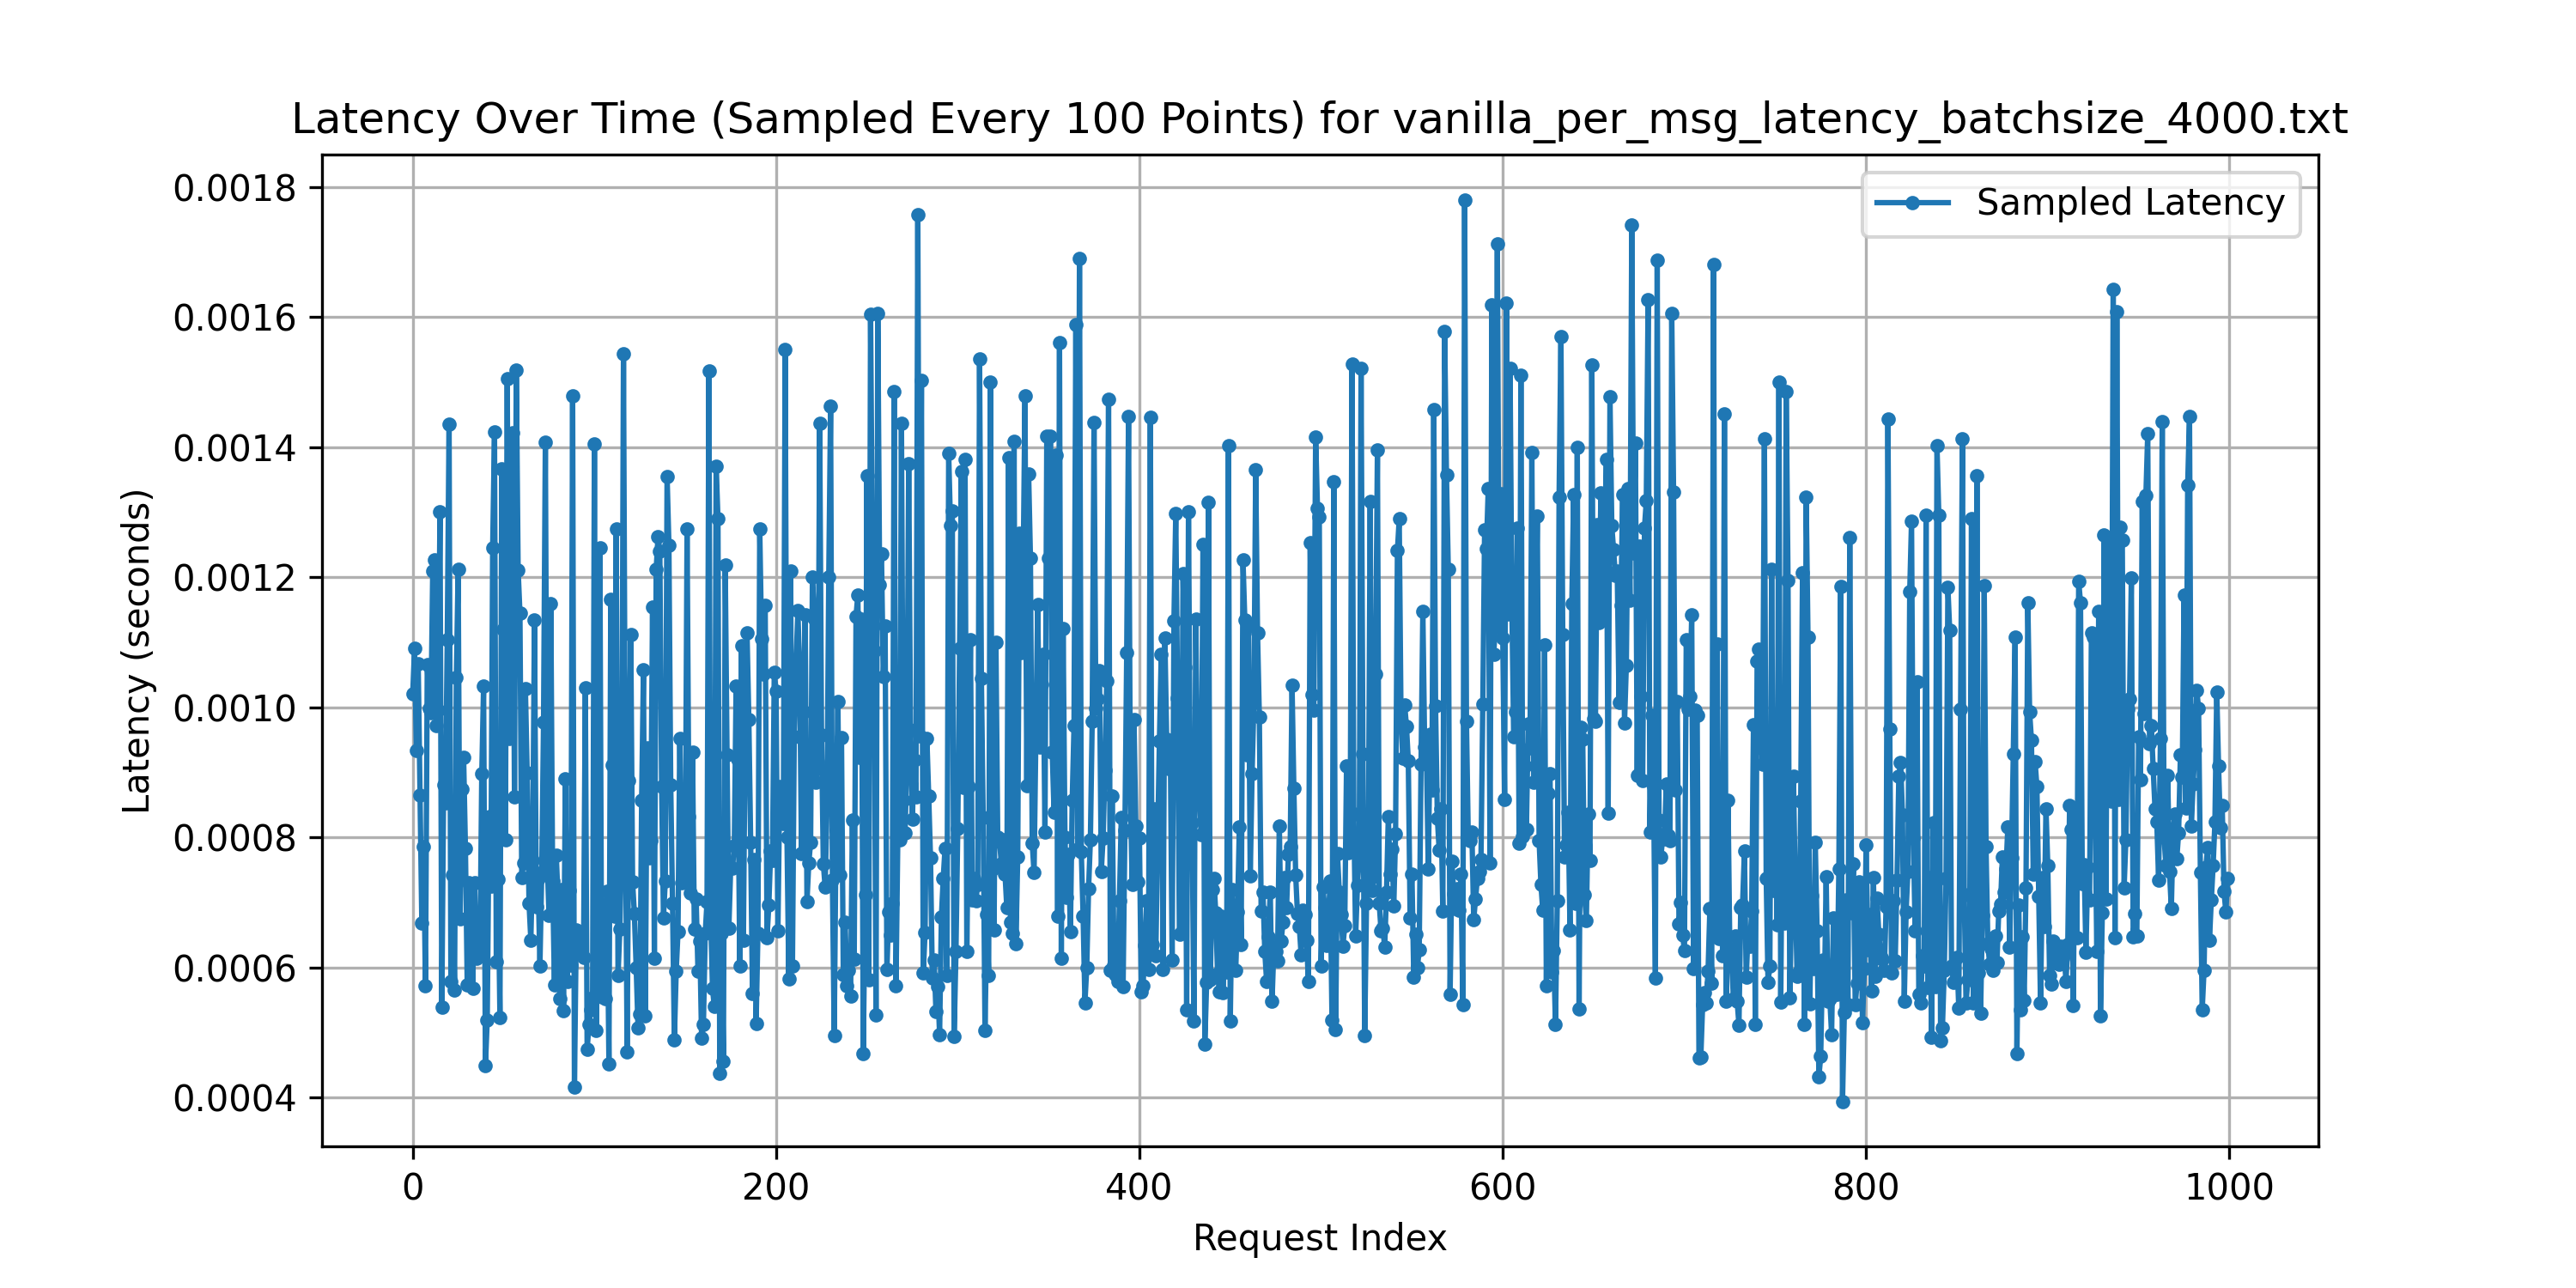 Latency Over Time (Sampled Every 100 Points) for vanilla_per_msg_latency_batchsize_4000.txt
Sampled Latency
0.0018
0.0016
0.0014
0.0012
0.0010
0.0008
0.0006
0.0004
Latency (seconds)
0 200 400 600 800 1000
Request Index